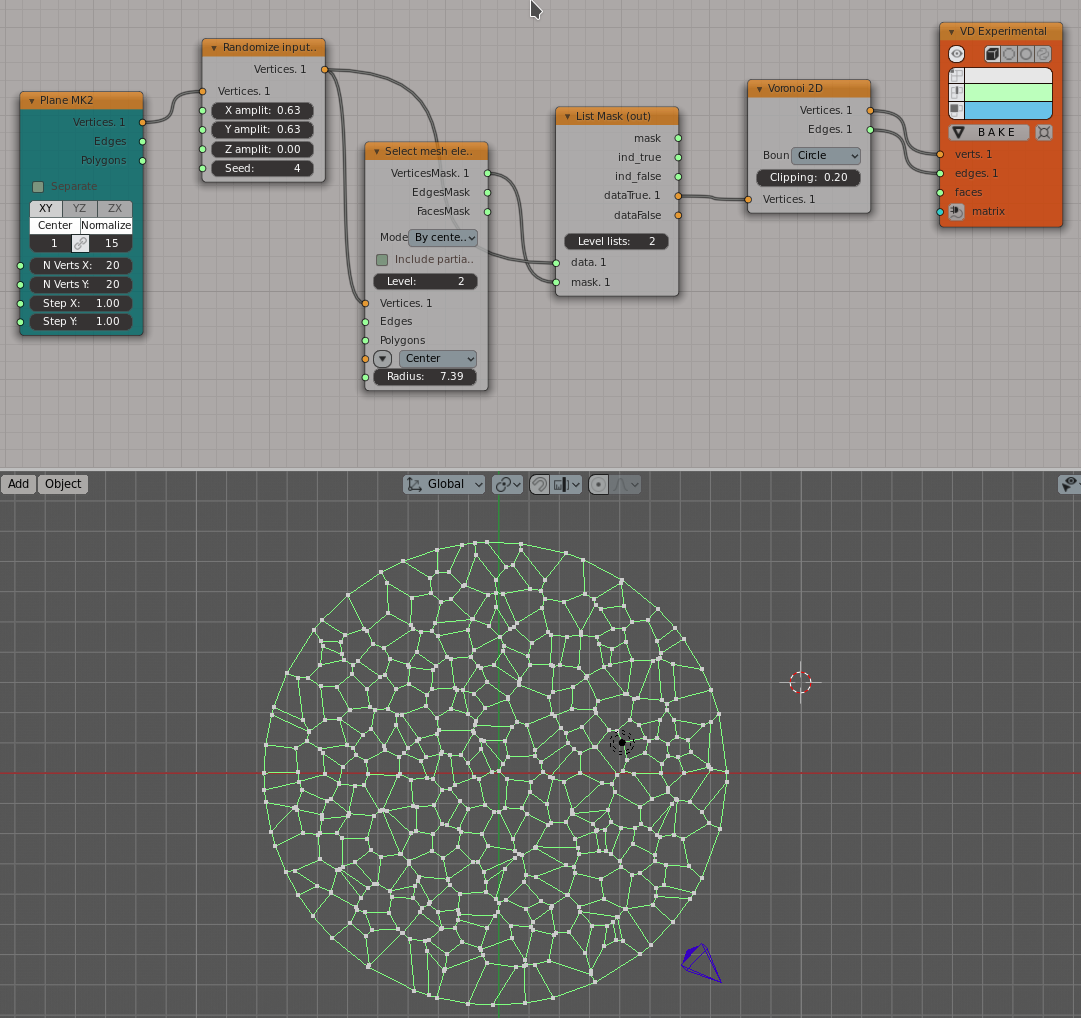 Plane MK2
Vertices. 1
Edges
Polygons
Separate
XY YZ ZX
Center Normalize
1 15
N Verts X: 20
N Verts Y: 20
Step X: 1.00
Step Y: 1.00
Randomize input..
Vertices. 1
Vertices. 1
X amplit: 0.63
Y amplit: 0.63
Z amplit: 0.00
Seed: 4
Select mesh ele..
VerticesMask. 1
EdgesMask
FacesMask
Mode By cente..
Include partia..
Level: 2
Vertices. 1
Edges
Polygons
Center
Radius: 7.39
List Mask (out)
mask
ind_true
ind_false
dataTrue. 1
dataFalse
Level lists: 2
data. 1
mask. 1
Voronoi 2D
Vertices. 1
Edges. 1
Boun Circle
Clipping: 0.20
Vertices. 1
VD Experimental
BAKE
verts. 1
edges. 1
faces
matrix
Add Object Global